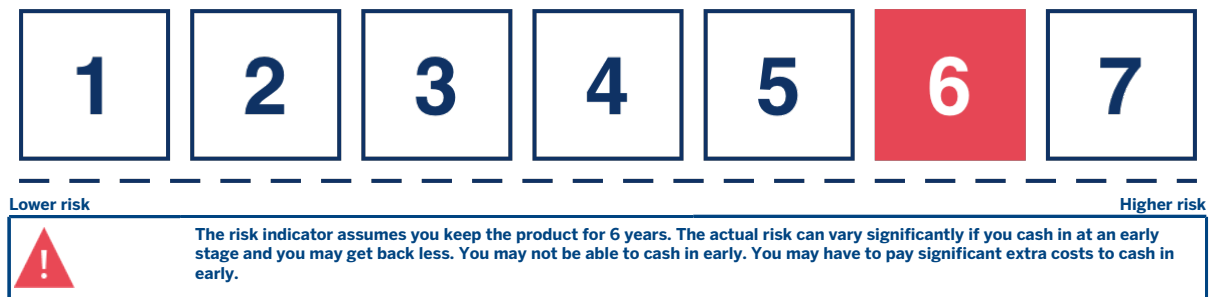 1 2 3 4 5 6 7
Lower risk Higher risk
!
The risk indicator assumes you keep the product for 6 years. The actual risk can vary significantly if you cash in at an early
stage and you may get back less. You may not be able to cash in early. You may have to pay significant extra costs to cash in
early.